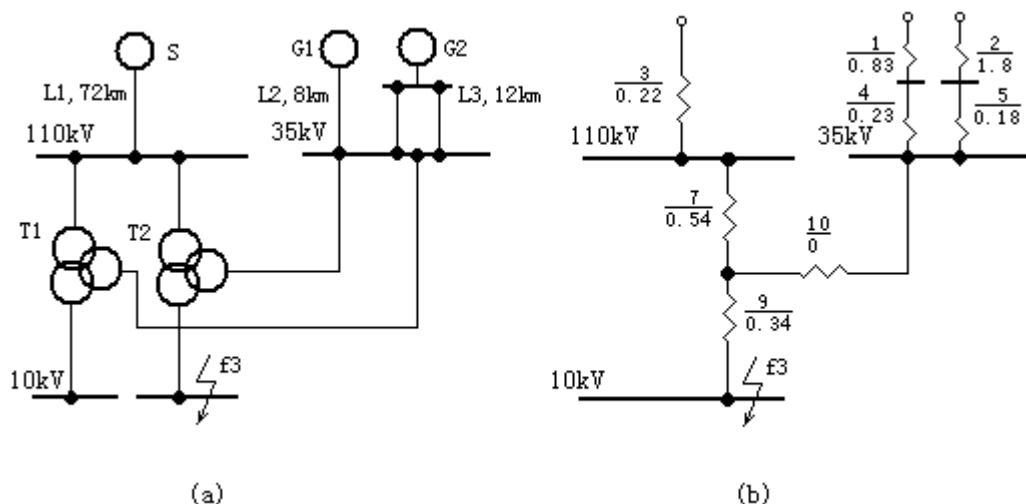 S
G1
G2
L1,72km
L2,8km
L3,12km
110kV
35kV
T1
T2
10kV
f3
(a)
3
0.22
1
0.83
2
1.8
4
0.23
5
0.18
110kV
35kV
7
0.54
10
0
9
0.34
10kV
f3
(b)